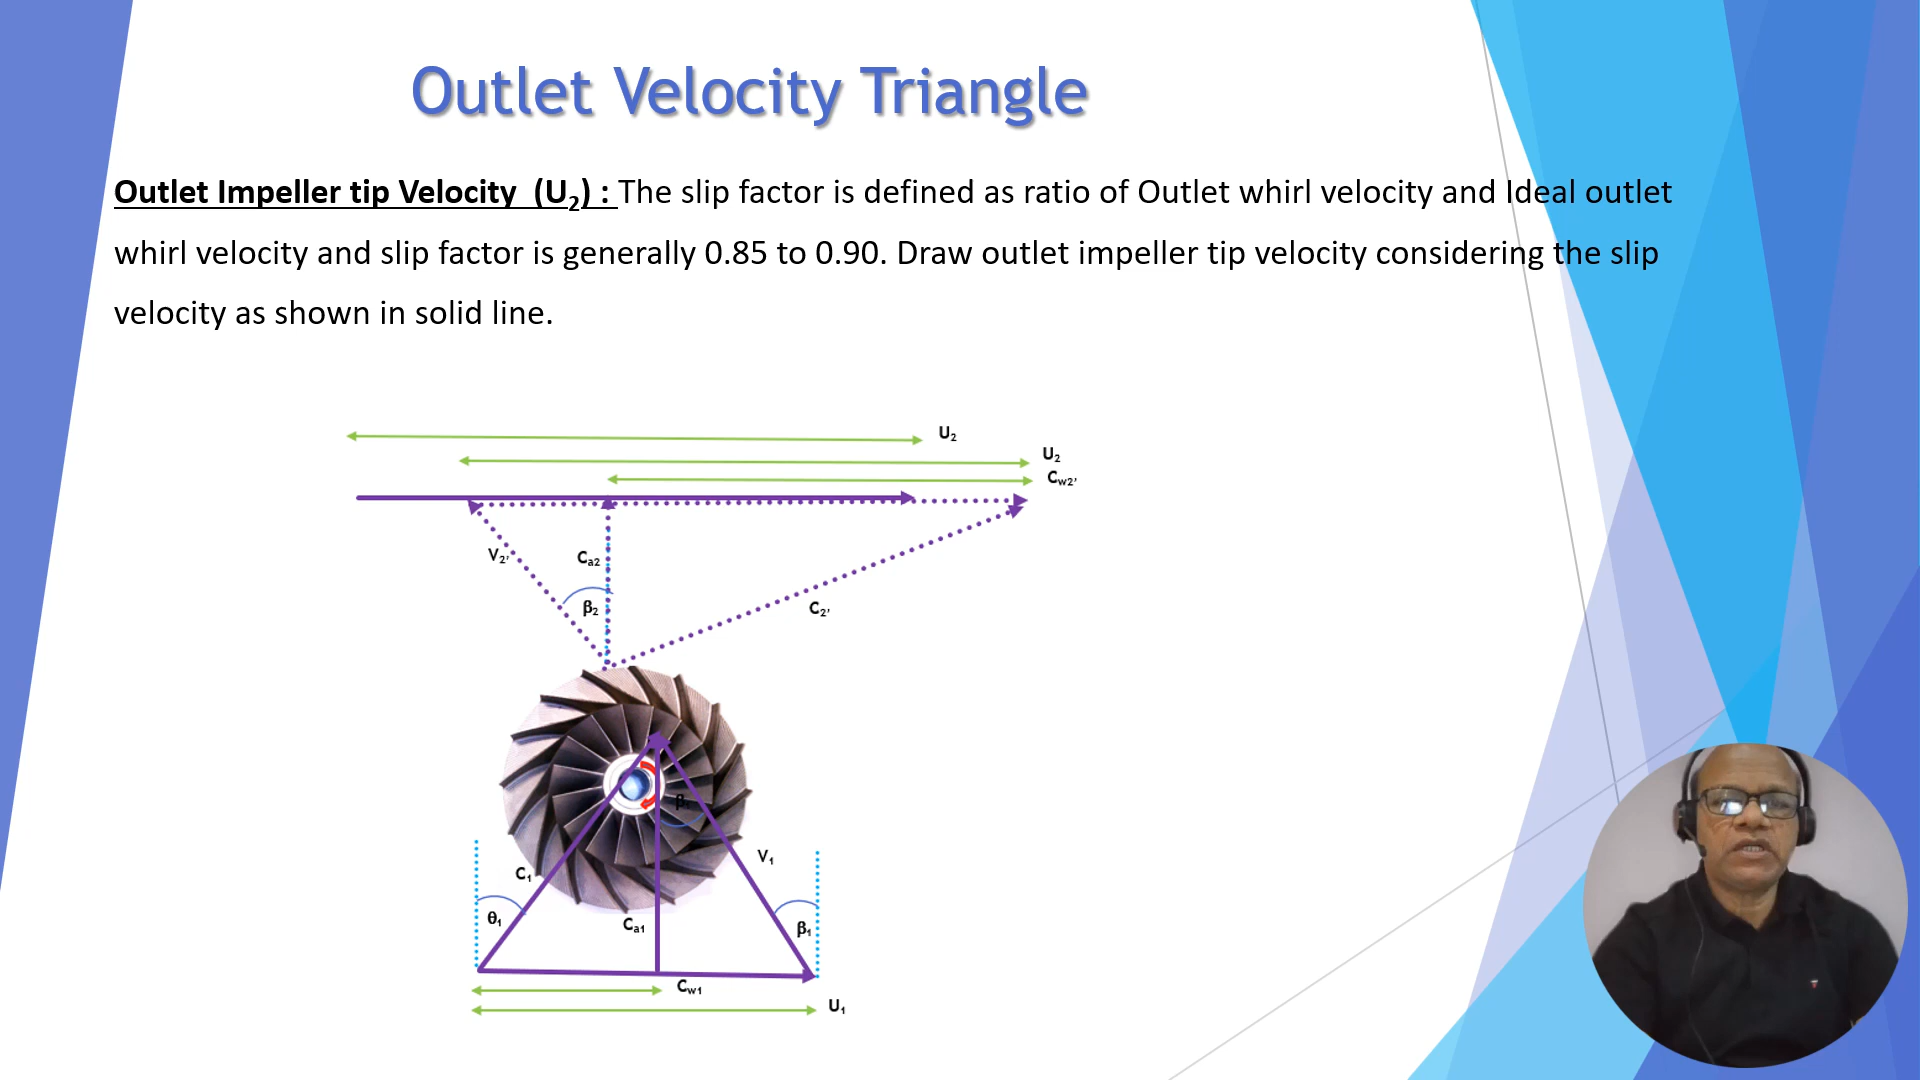 Outlet Velocity Triangle
Outlet Impeller tip Velocity (U₂) : The slip factor is defined as ratio of Outlet whirl velocity and Ideal outlet
whirl velocity and slip factor is generally 0.85 to 0.90. Draw outlet impeller tip velocity considering the slip
velocity as shown in solid line.
U₂
U₂
Cw2'
V2'
Ca2
β₂
C2'
β₁
V₁
C₁
θ₁
Ca1
β₁
Cw1
U₁